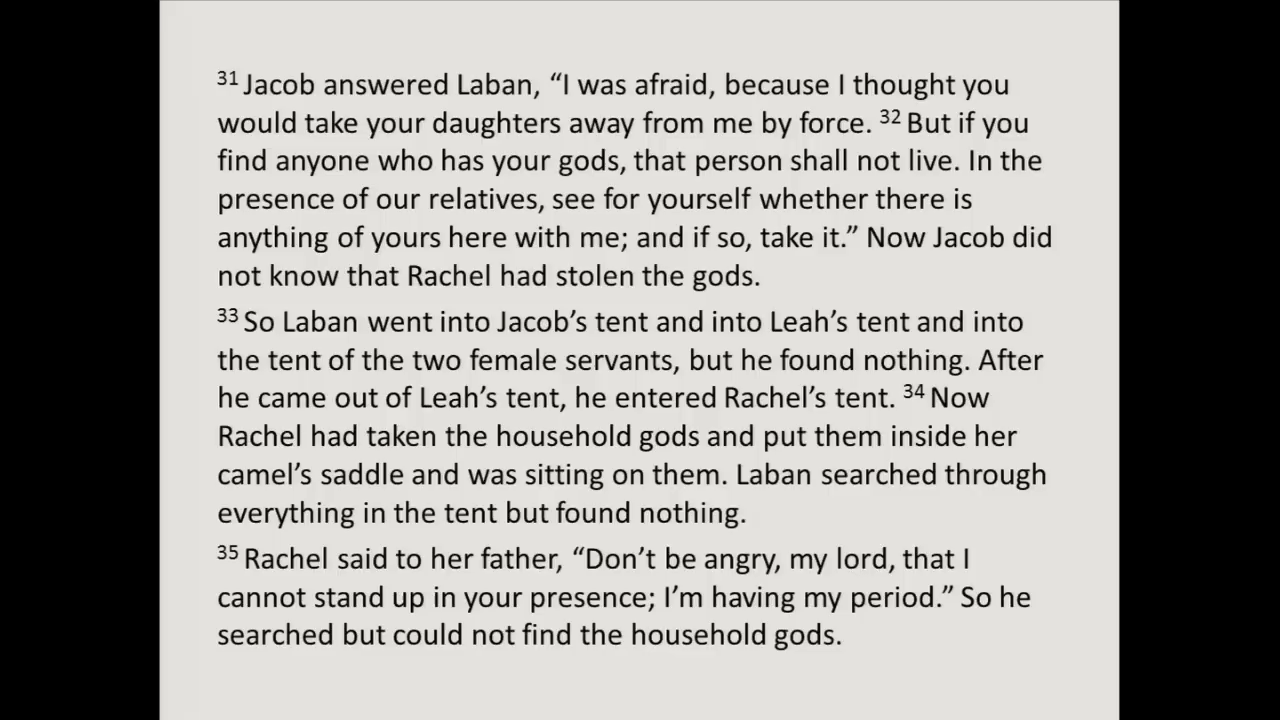 31 Jacob answered Laban, “I was afraid, because I thought you
would take your daughters away from me by force. 32 But if you
find anyone who has your gods, that person shall not live. In the
presence of our relatives, see for yourself whether there is
anything of yours here with me; and if so, take it.” Now Jacob did
not know that Rachel had stolen the gods.
33 So Laban went into Jacob’s tent and into Leah’s tent and into
the tent of the two female servants, but he found nothing. After
he came out of Leah’s tent, he entered Rachel’s tent. 34 Now
Rachel had taken the household gods and put them inside her
camel’s saddle and was sitting on them. Laban searched through
everything in the tent but found nothing.
35 Rachel said to her father, “Don’t be angry, my lord, that I
cannot stand up in your presence; I’m having my period.” So he
searched but could not find the household gods.